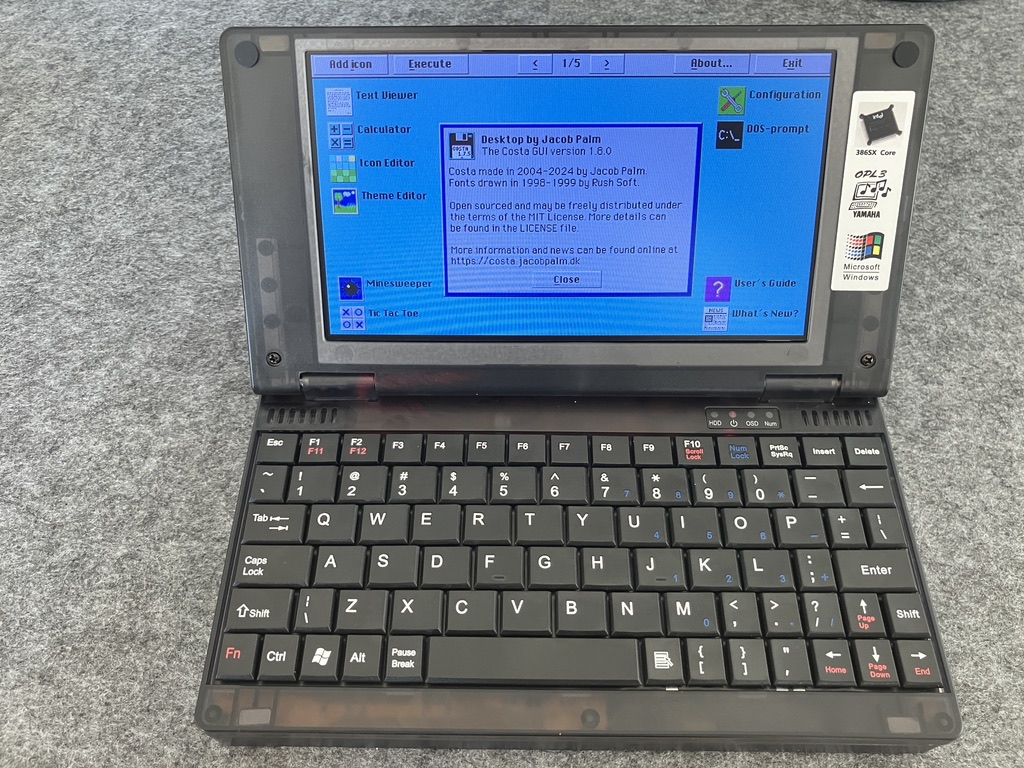 Add icon Execute < 1/5 > About... Exit
Text Viewer
Calculator
Icon Editor
Theme Editor
Minesweeper
Tic Tac Toe
Configuration
C:\_ DOS-prompt
? User's Guide
NEWS What's New?
COSTA
1.7.5
Desktop by Jacob Palm
The Costa GUI version 1.8.0
Costa made in 2004-2024 by Jacob Palm.
Fonts drawn in 1998-1999 by Rush Soft.
Open sourced and may be freely distributed under
the terms of the MIT License. More details can
be found in the LICENSE file.
More information and news can be found online at
https://costa.jacobpalm.dk
Close
386SX Core
OPL3
YAMAHA
Microsoft
Windows
HDD OSD Num
Esc F1 F2 F3 F4 F5 F6 F7 F8 F9 F10 Num PrtSc Insert Delete
F11 F12 Scroll Lock Lock SysRq
~ ! @ # $ % ^ & * ( ) _ ←
` 1 2 3 4 5 6 7 7 8 8 9 9 0 * -
Tab Q W E R T Y U 4 I 5 O 6 P - + = | \
Caps Lock A S D F G H J 1 K 2 L 3 : ; + Enter
Shift | \ Z X C V B N M 0 < , > . . ? / / ↑ Page Up Shift
Fn Ctrl Alt Pause Break { [ } ] " ' ← Home ↓ Page Down → End